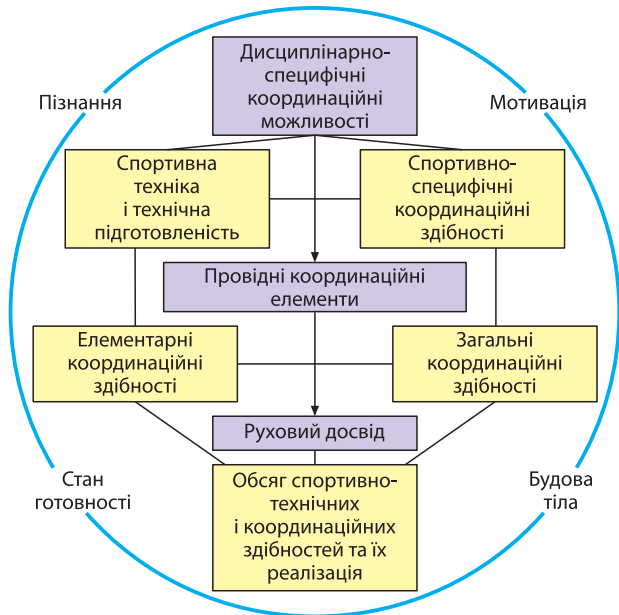 Дисциплінарно-
специфічні
координаційні
можливості
Пізнання
Мотивація
Спортивна
техніка
і технічна
підготовленість
Спортивно-
специфічні
координаційні
здібності
Провідні координаційні
елементи
Елементарні
координаційні
здібності
Загальні
координаційні
здібності
Руховий досвід
Стан
готовності
Обсяг спортивно-
технічних
і координаційних
здібностей та їх
реалізація
Будова
тіла